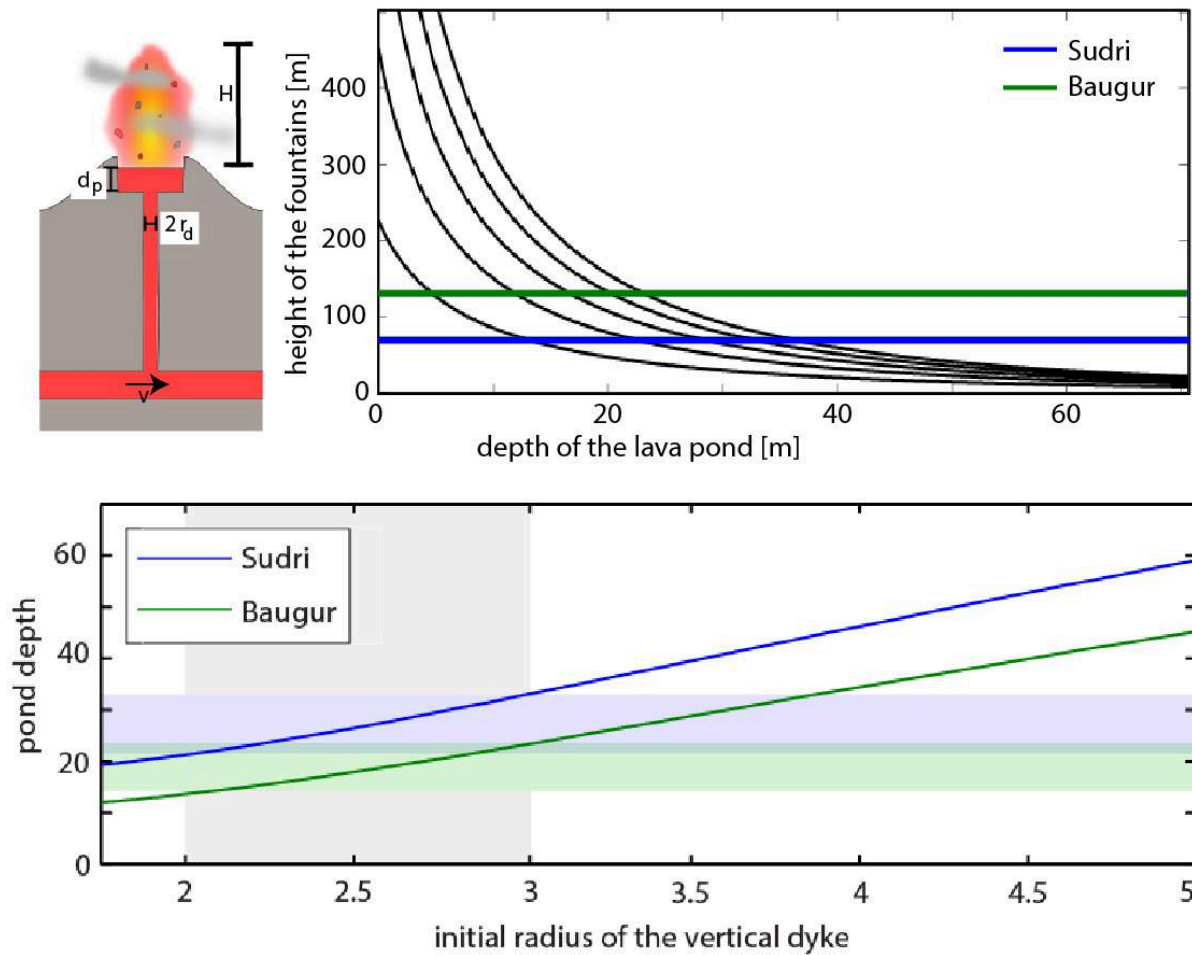 H
d_p
2 r_d
v
height of the fountains [m]
400
300
200
100
0
Sudri
Baugur
0 20 40 60
depth of the lava pond [m]
pond depth
60
40
20
0
Sudri
Baugur
2 2.5 3 3.5 4 4.5 5
initial radius of the vertical dyke